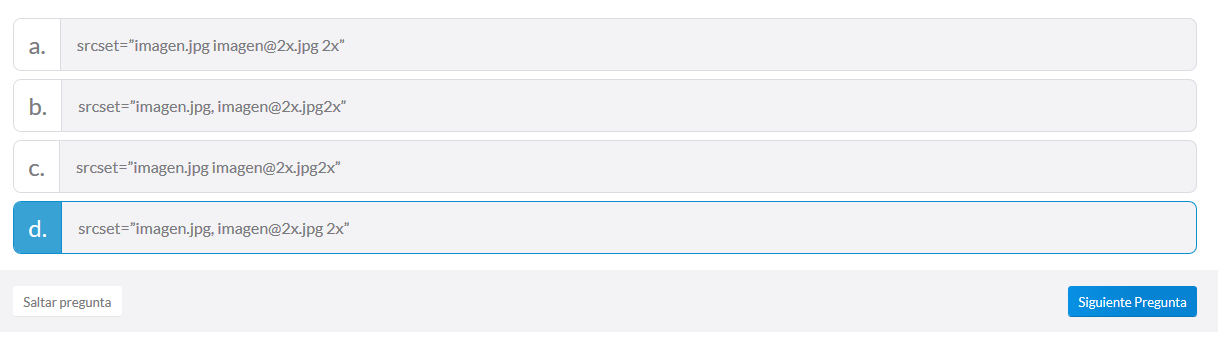 a. srcset=”imagen.jpg imagen@2x.jpg 2x”
b. srcset=”imagen.jpg, imagen@2x.jpg2x”
c. srcset=”imagen.jpg imagen@2x.jpg2x”
d. srcset=”imagen.jpg, imagen@2x.jpg 2x”
Saltar pregunta Siguiente Pregunta